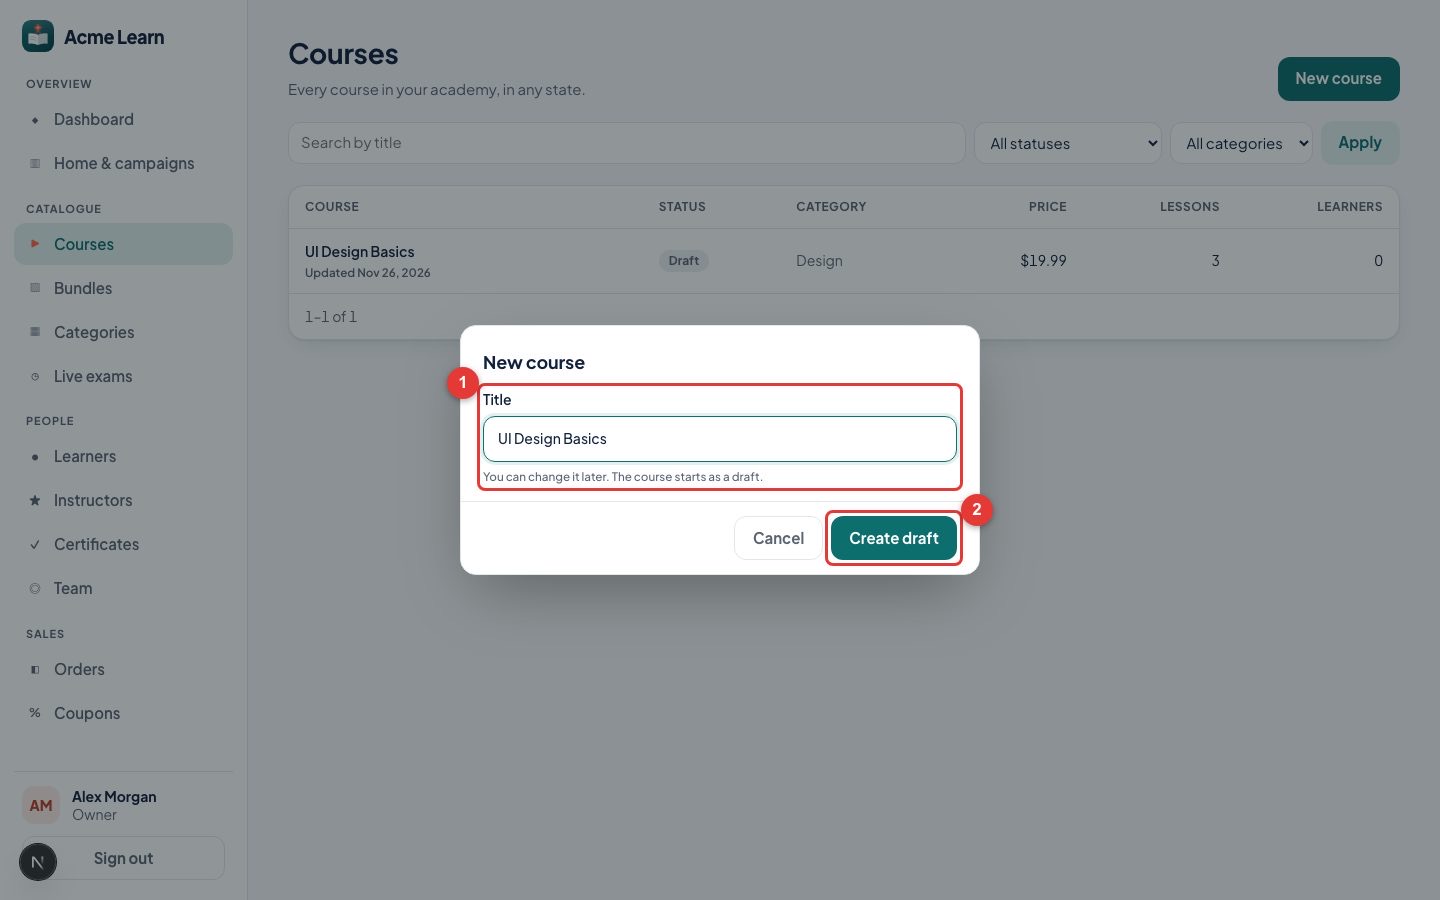 Acme Learn
OVERVIEW
Dashboard
Home & campaigns
CATALOGUE
Courses
Bundles
Categories
Live exams
PEOPLE
Learners
Instructors
Certificates
Team
SALES
Orders
% Coupons
AM
Alex Morgan
Owner
N
Sign out
Courses
Every course in your academy, in any state.
New course
Search by title
All statuses
All categories
Apply
COURSE STATUS CATEGORY PRICE LESSONS LEARNERS
UI Design Basics Draft Design $19.99 3 0
Updated Nov 26, 2026
1–1 of 1
New course
1
Title
UI Design Basics
You can change it later. The course starts as a draft.
2
Cancel
Create draft